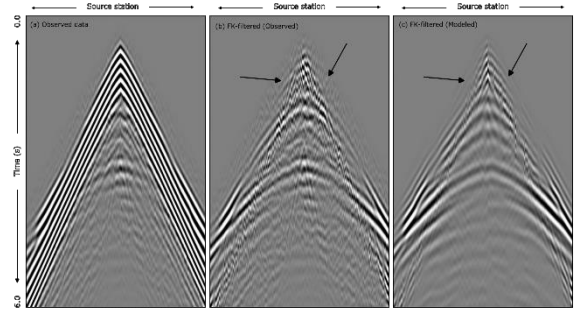 Source station
Source station
Source station
(a) Observed data
(b) FK-filtered (Observed)
(c) FK-filtered (Modeled)
0.0
Time (s)
6.0